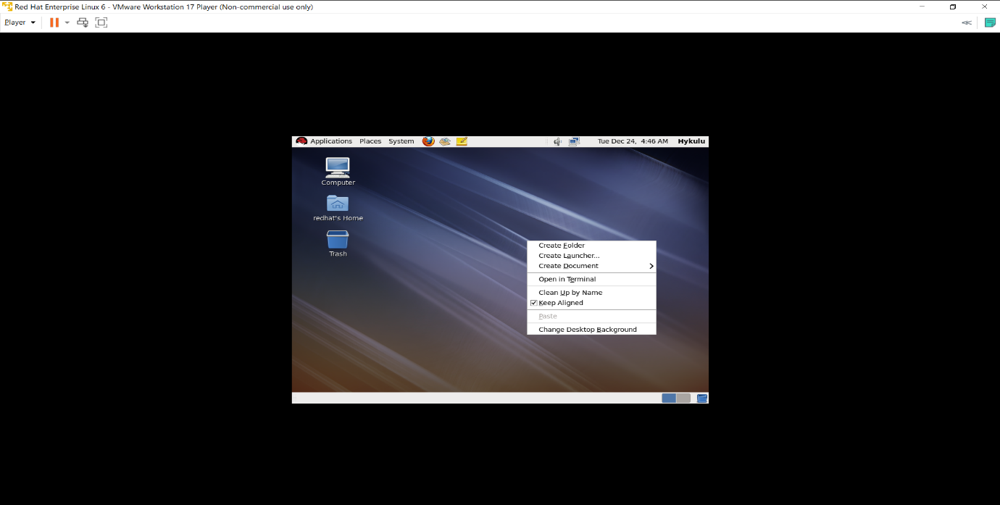 Red Hat Enterprise Linux 6 - VMware Workstation 17 Player (Non-commercial use only)
Player
Applications Places System Tue Dec 24, 4:46 AM Hykulu
Computer
redhat's Home
Trash
Create Folder
Create Launcher...
Create Document
Open in Terminal
Clean Up by Name
Keep Aligned
Paste
Change Desktop Background